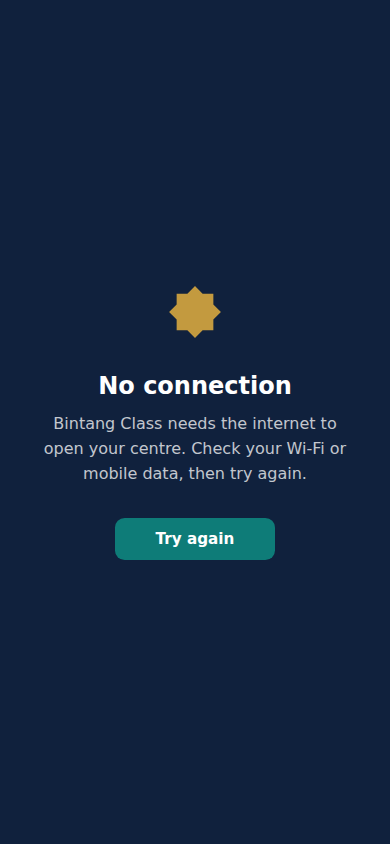 No connection
Bintang Class needs the internet to
open your centre. Check your Wi-Fi or
mobile data, then try again.
Try again